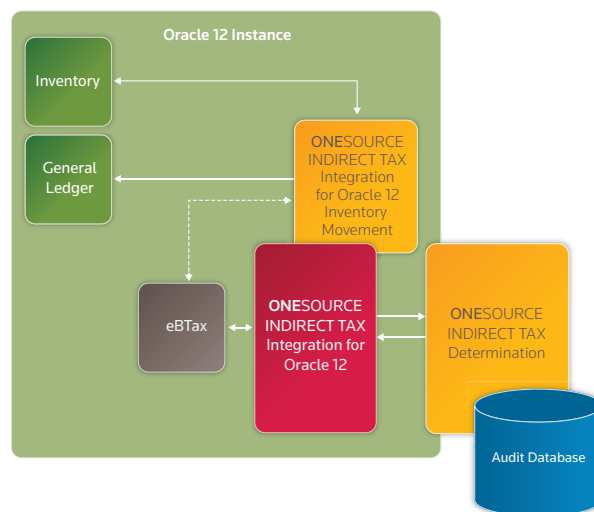 Oracle 12 Instance
Inventory
General
Ledger
ONESOURCE
INDIRECT TAX
Integration
for Oracle 12
Inventory
Movement
eBTax
ONESOURCE
INDIRECT TAX
Integration for
Oracle 12
ONESOURCE
INDIRECT TAX
Determination
Audit Database